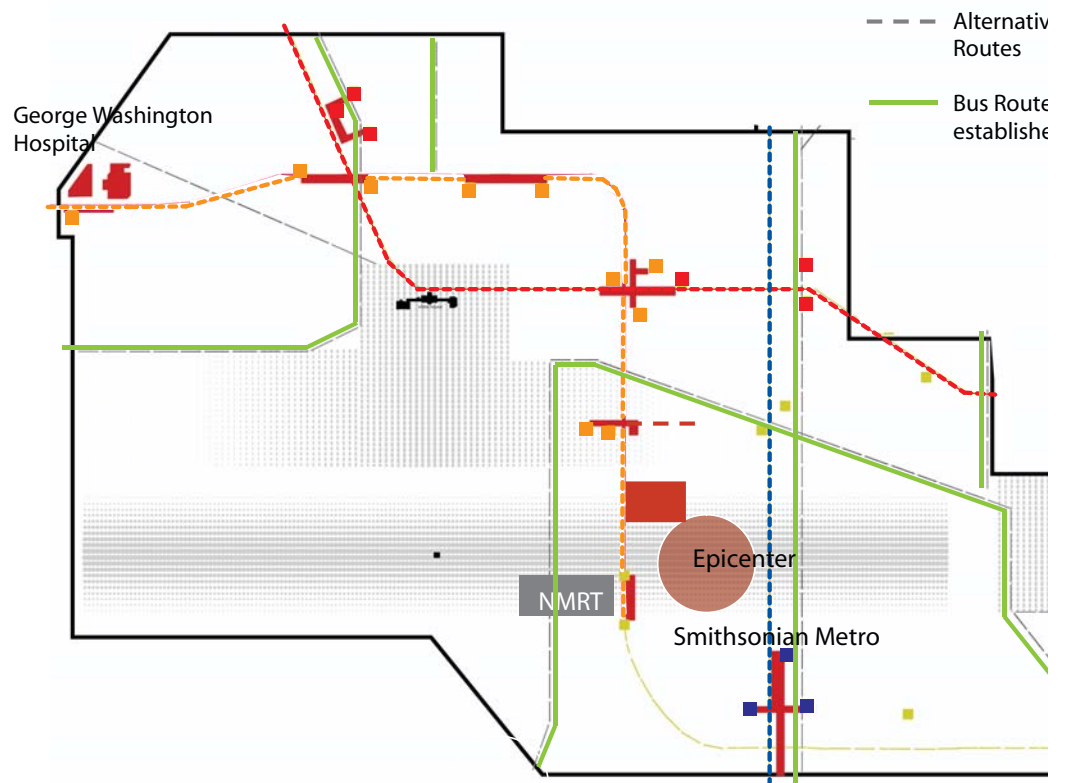 Alternativ
Routes
Bus Route
establishe
George Washington
Hospital
Epicenter
NMRT
Smithsonian Metro